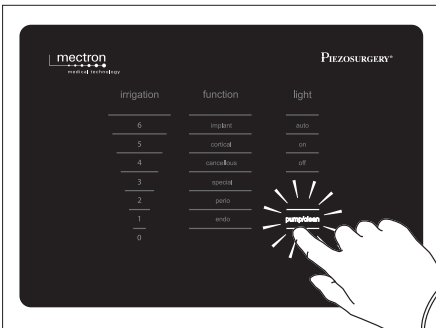 mectron
medical technology
PIEZOSURGERY®
irrigation function light
6 implant auto
5 cortical on
4 cancellous off
3 special
2 perio
1 endo pump/clean
0